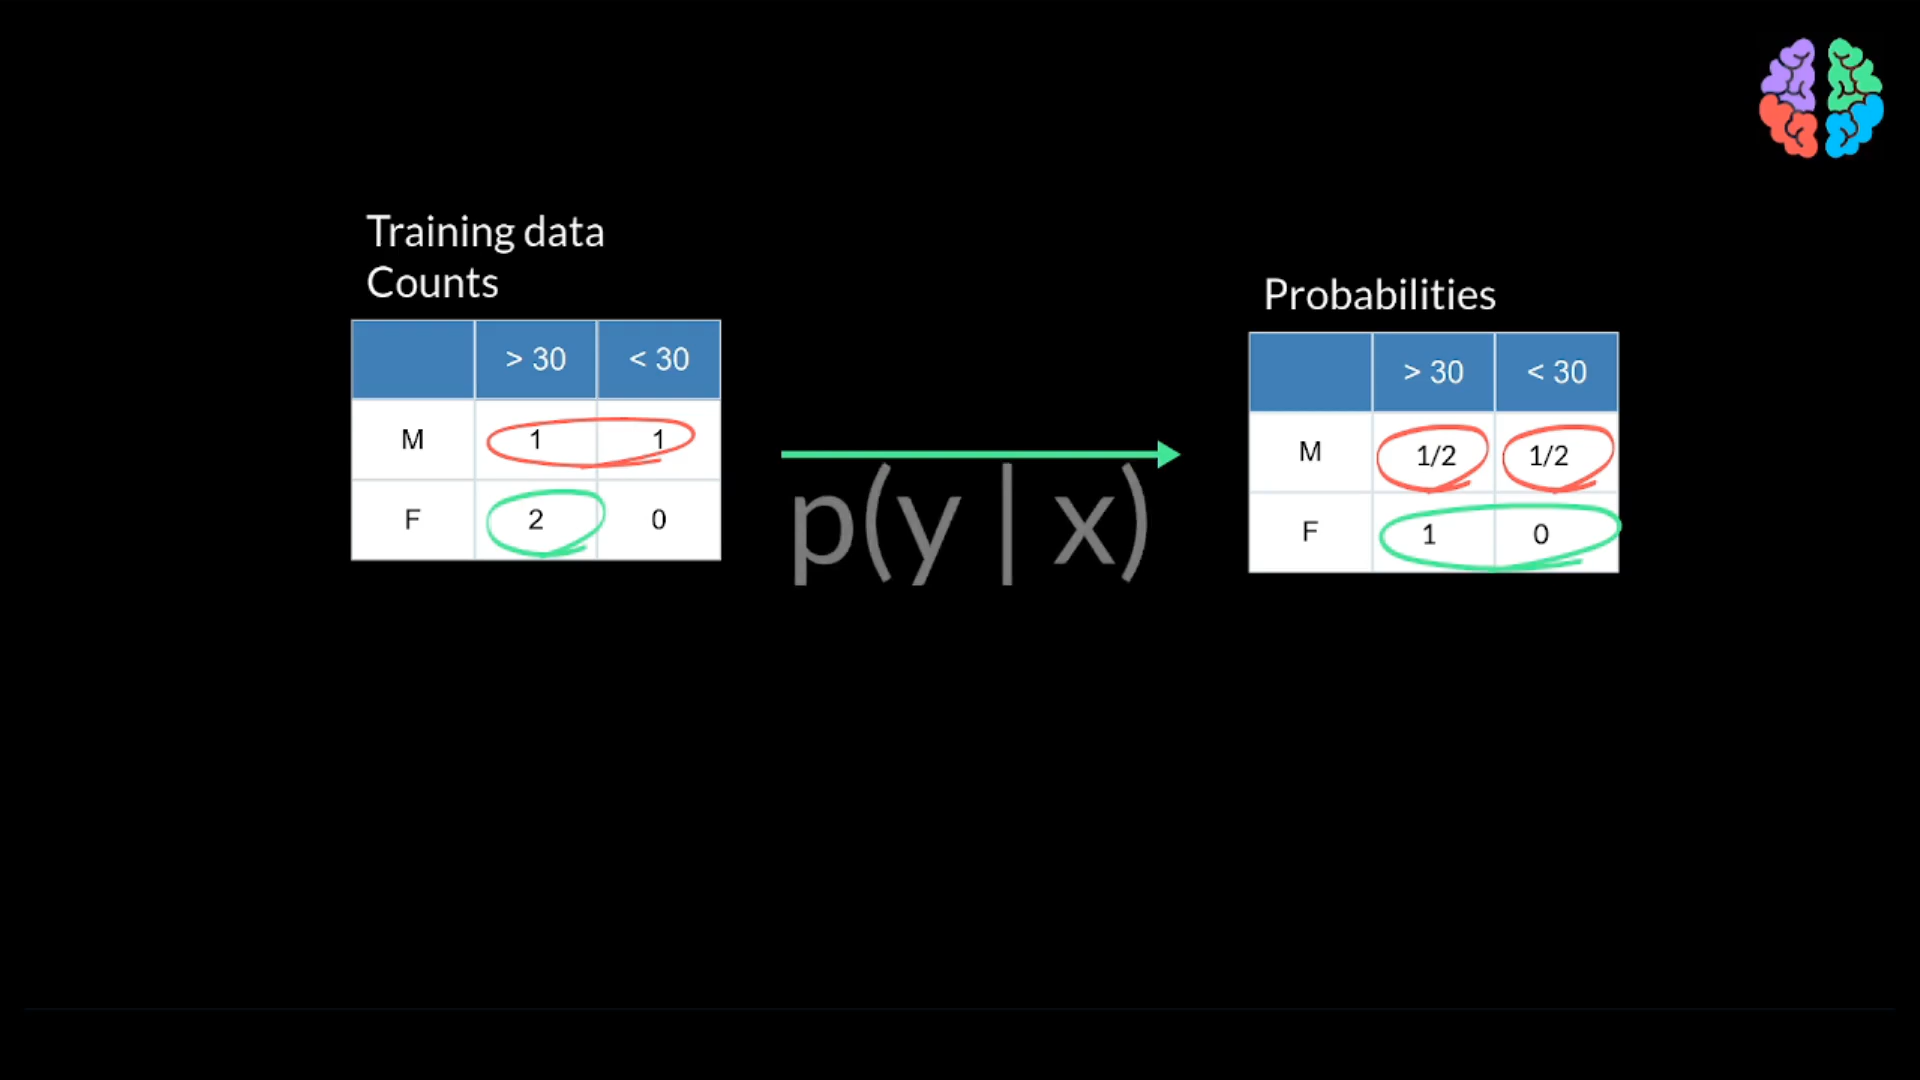 Training data
Counts
> 30 < 30
M 1 1
F 2 0
p(y | x)
Probabilities
> 30 < 30
M 1/2 1/2
F 1 0